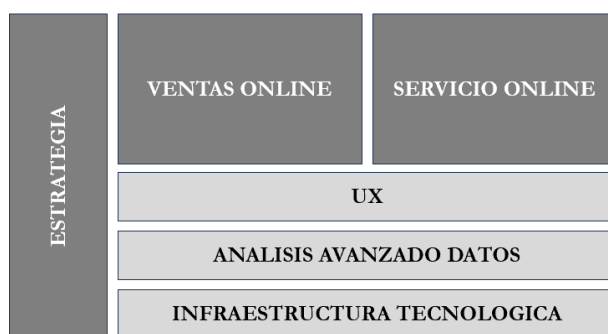 ESTRATEGIA
VENTAS ONLINE
SERVICIO ONLINE
UX
ANALISIS AVANZADO DATOS
INFRAESTRUCTURA TECNOLOGICA